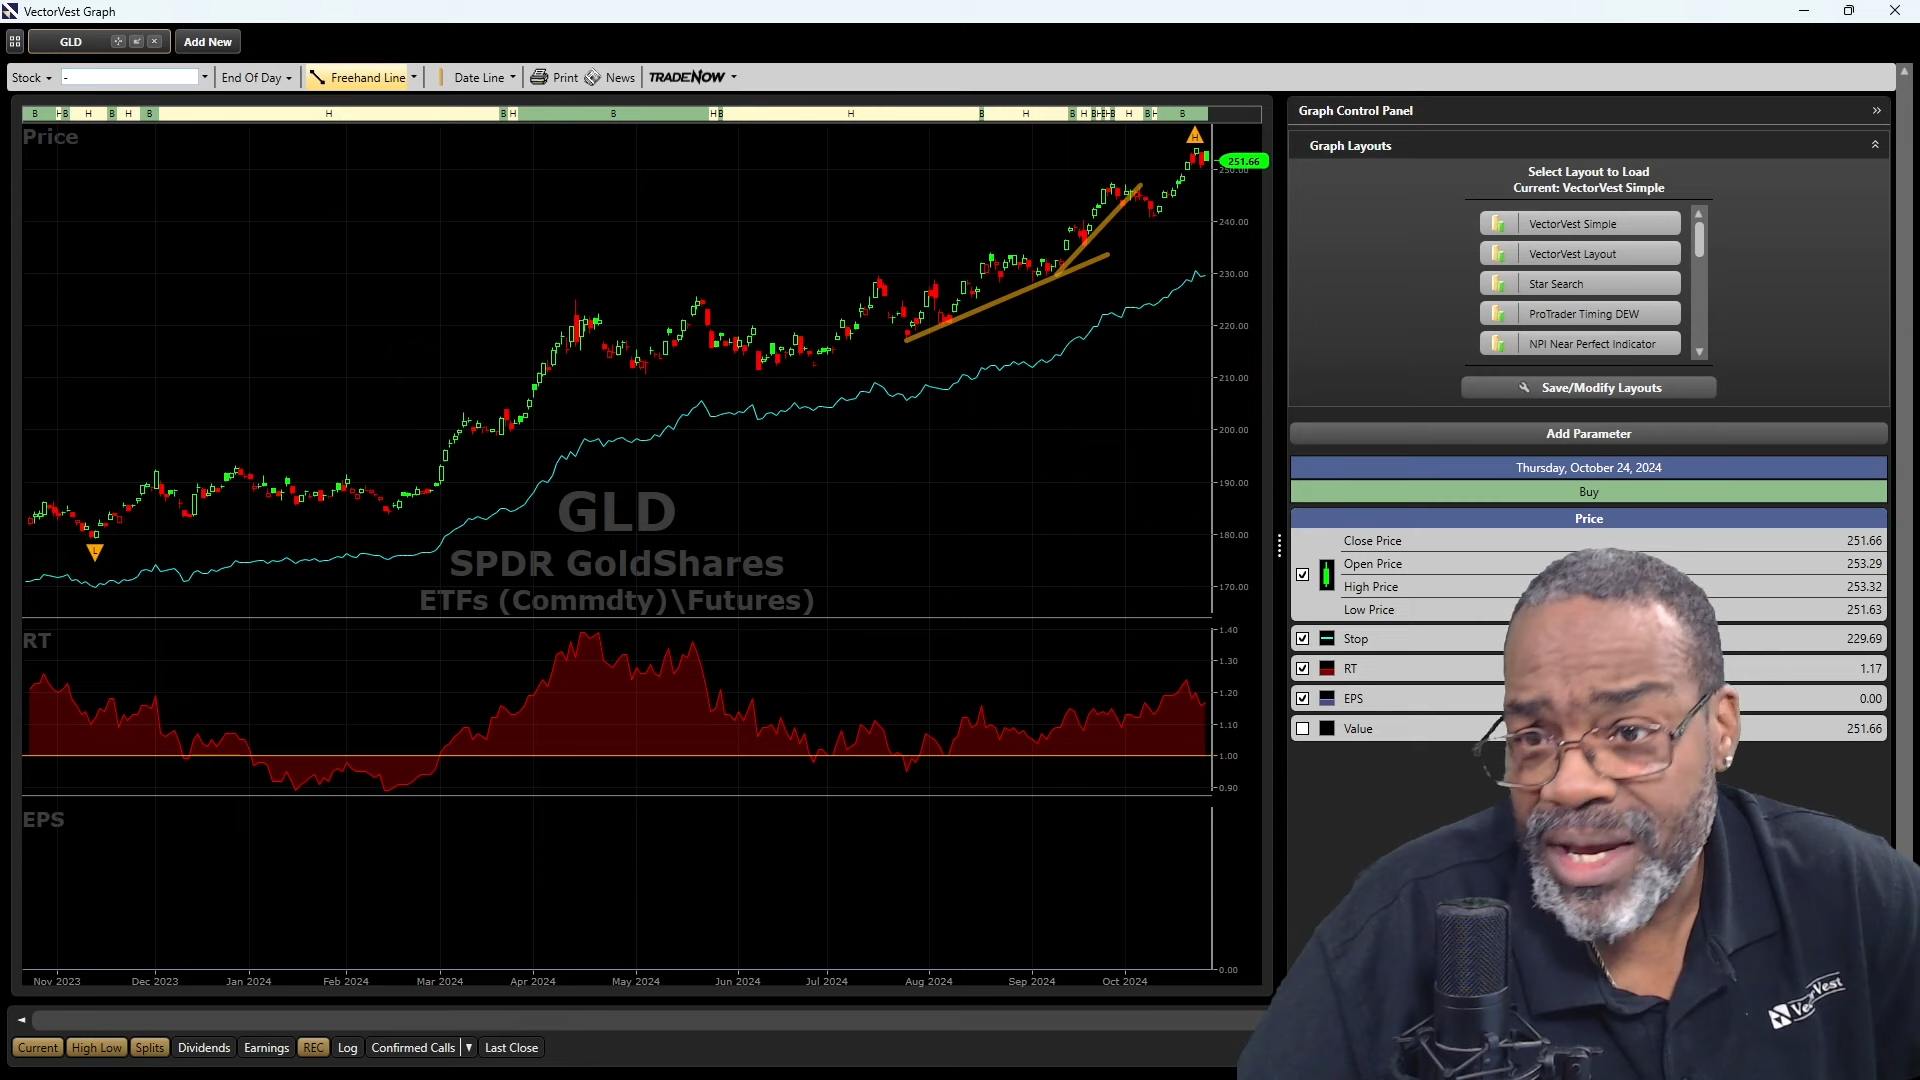 VectorVest Graph
GLD
Add New
Stock
-
End Of Day
Freehand Line
Date Line
Print
News
TRADENOW
B H B H B H B H B H B H B H B H B H B H B
Price
H
251.66
250.00
240.00
230.00
220.00
210.00
200.00
190.00
180.00
170.00
L
GLD
SPDR GoldShares
ETFs (Commdty)\Futures)
RT
1.40
1.30
1.20
1.10
1.00
0.90
EPS
0.00
Nov 2023 Dec 2023 Jan 2024 Feb 2024 Mar 2024 Apr 2024 May 2024 Jun 2024 Jul 2024 Aug 2024 Sep 2024 Oct 2024
Current
High Low
Splits
Dividends
Earnings
REC
Log
Confirmed Calls
Last Close
Graph Control Panel
Graph Layouts
Select Layout to Load
Current: VectorVest Simple
VectorVest Simple
VectorVest Layout
Star Search
ProTrader Timing DEW
NPI Near Perfect Indicator
Save/Modify Layouts
Add Parameter
Thursday, October 24, 2024
Buy
Price
Close Price 251.66
Open Price 253.29
High Price 253.32
Low Price 251.63
Stop 229.69
RT 1.17
EPS 0.00
Value 251.66
VectorVest